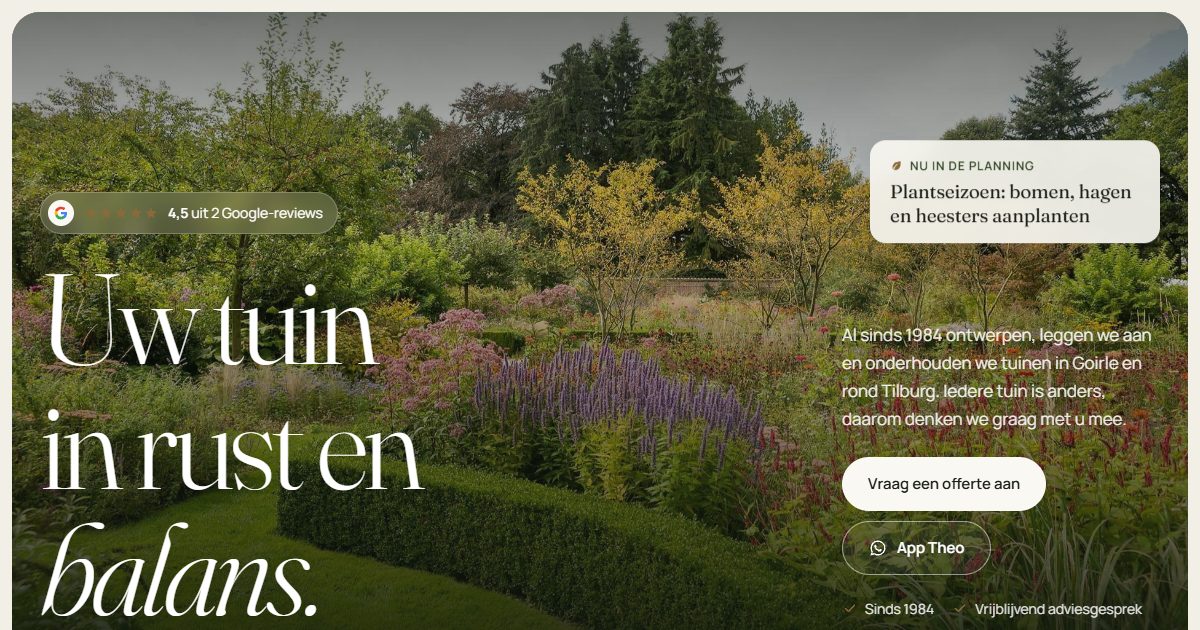 4,5 uit 2 Google-reviews
Uw tuin
in rust en
balans.
NU IN DE PLANNING
Plantseizoen: bomen, hagen
en heesters aanplanten
Al sinds 1984 ontwerpen, leggen we aan
en onderhouden we tuinen in Goirle en
rond Tilburg. Iedere tuin is anders,
daarom denken we graag met u mee.
Vraag een offerte aan
App Theo
Sinds 1984 Vrijblijvend adviesgesprek